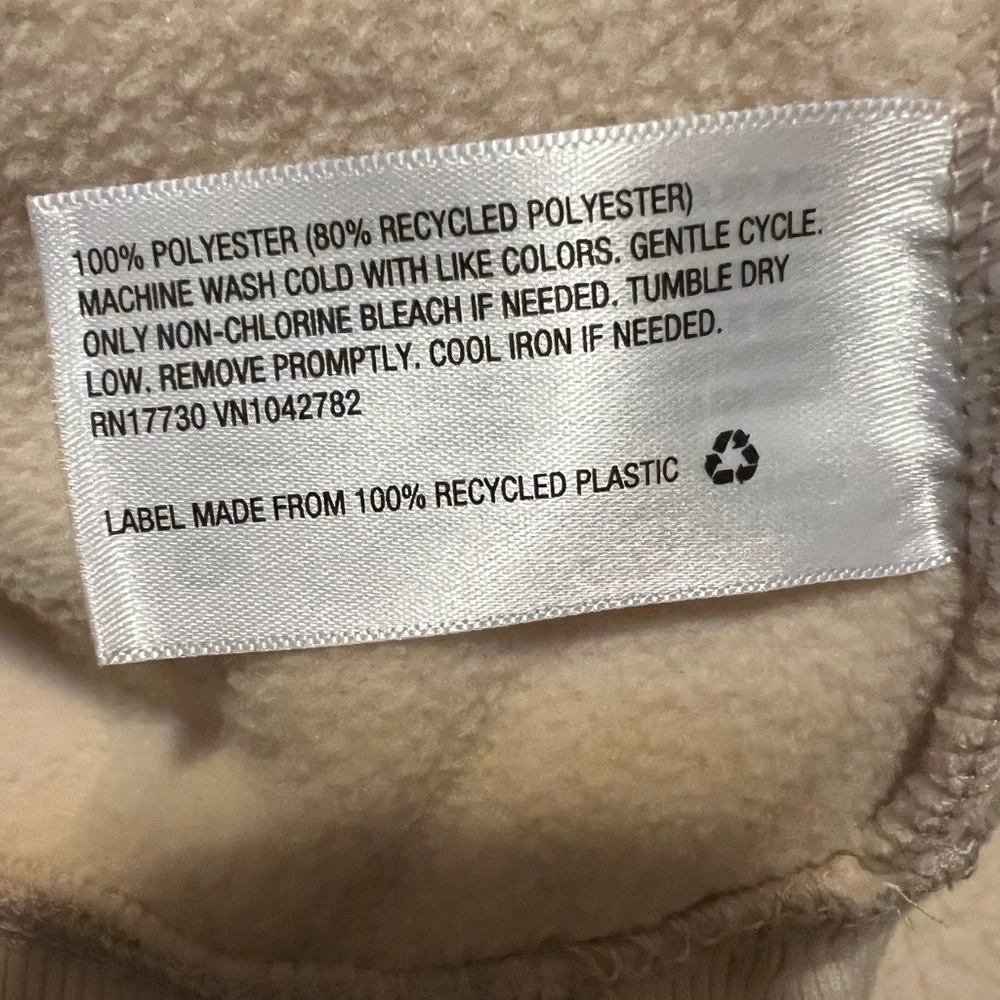 100% POLYESTER (80% RECYCLED POLYESTER)
MACHINE WASH COLD WITH LIKE COLORS. GENTLE CYCLE.
ONLY NON-CHLORINE BLEACH IF NEEDED. TUMBLE DRY
LOW. REMOVE PROMPTLY. COOL IRON IF NEEDED.
RN17730 VN1042782
LABEL MADE FROM 100% RECYCLED PLASTIC